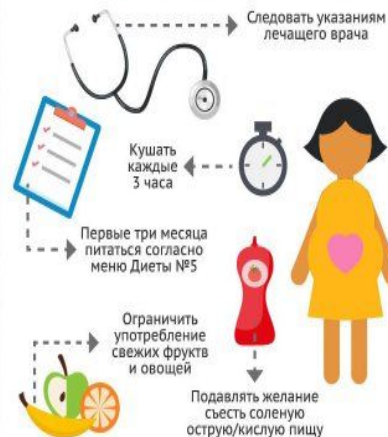 Следовать указаниям
лечащего врача
Кушать
каждые
3 часа
Первые три месяца
питаться согласно
меню Диеты №5
Ограничить
употребление
свежих фруктв
и овощей
Подавлять желание
съесть соленую
острую/кислую пищу